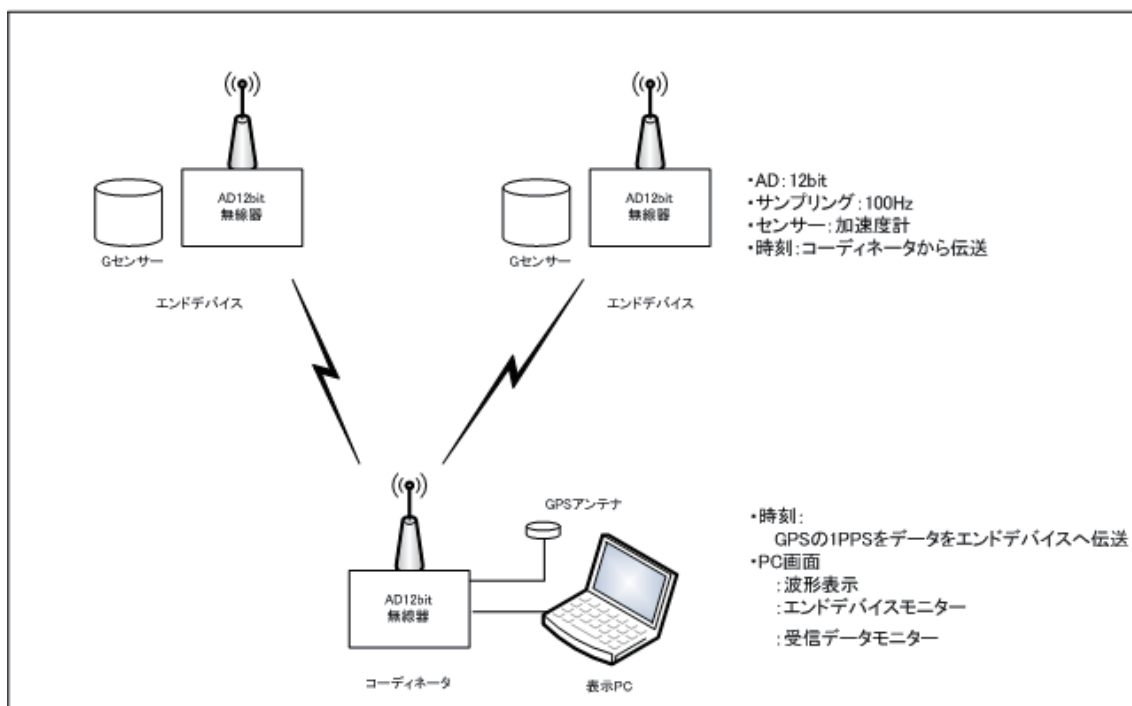 AD12bit
無線器
Gセンサー
エンドデバイス
AD12bit
無線器
Gセンサー
エンドデバイス
・AD:12bit
・サンプリング:100Hz
・センサー:加速度計
・時刻:コーディネータから伝送
GPSアンテナ
AD12bit
無線器
コーディネータ
表示PC
・時刻:
GPSの1PPSをデータをエンドデバイスへ伝送
・PC画面
:波形表示
:エンドデバイスモニター
:受信データモニター